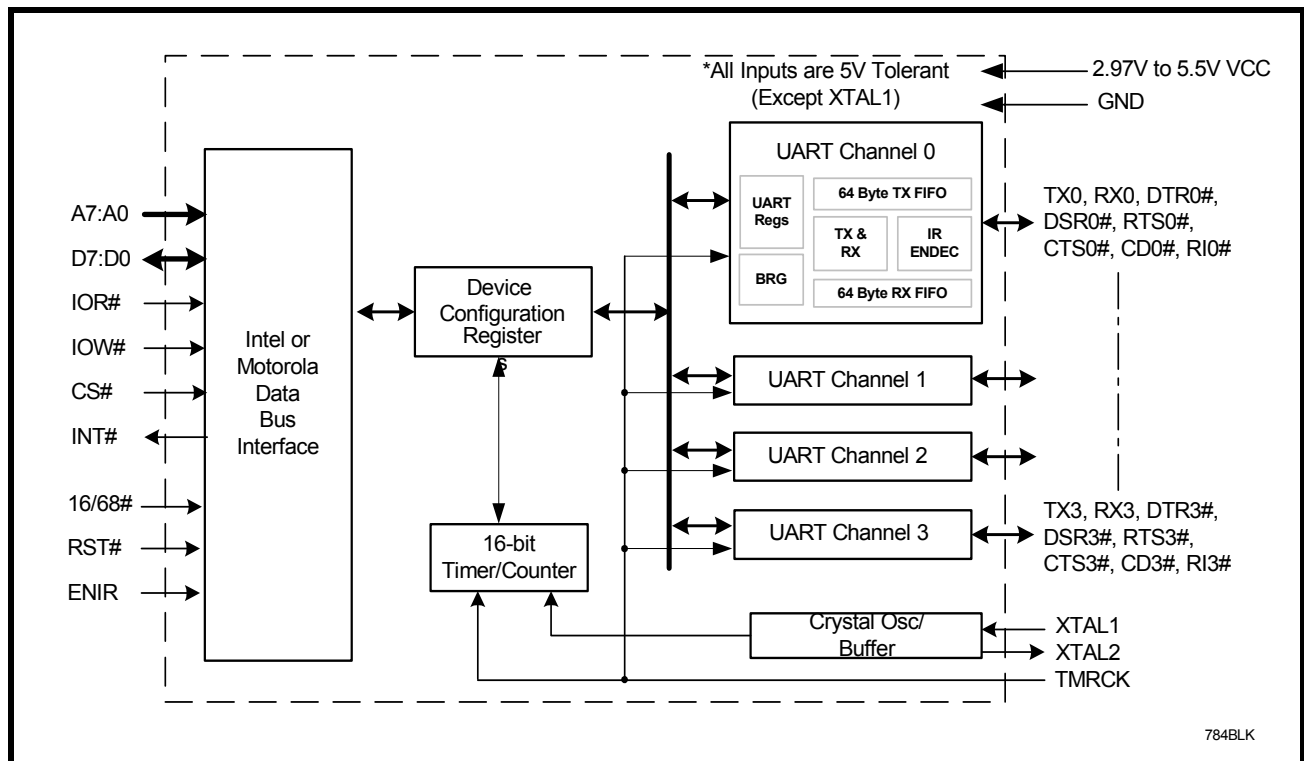 *All Inputs are 5V Tolerant
(Except XTAL1)
2.97V to 5.5V VCC
GND
A7:A0
D7:D0
IOR#
IOW#
CS#
INT#
16/68#
RST#
ENIR
Intel or
Motorola
Data
Bus
Interface
Device
Configuration
Register
s
16-bit
Timer/Counter
UART Channel 0
UART
Regs
BRG
64 Byte TX FIFO
TX &
RX
IR
ENDEC
64 Byte RX FIFO
UART Channel 1
UART Channel 2
UART Channel 3
Crystal Osc/
Buffer
TX0, RX0, DTR0#,
DSR0#, RTS0#,
CTS0#, CD0#, RI0#
TX3, RX3, DTR3#,
DSR3#, RTS3#,
CTS3#, CD3#, RI3#
XTAL1
XTAL2
TMRCK
784BLK